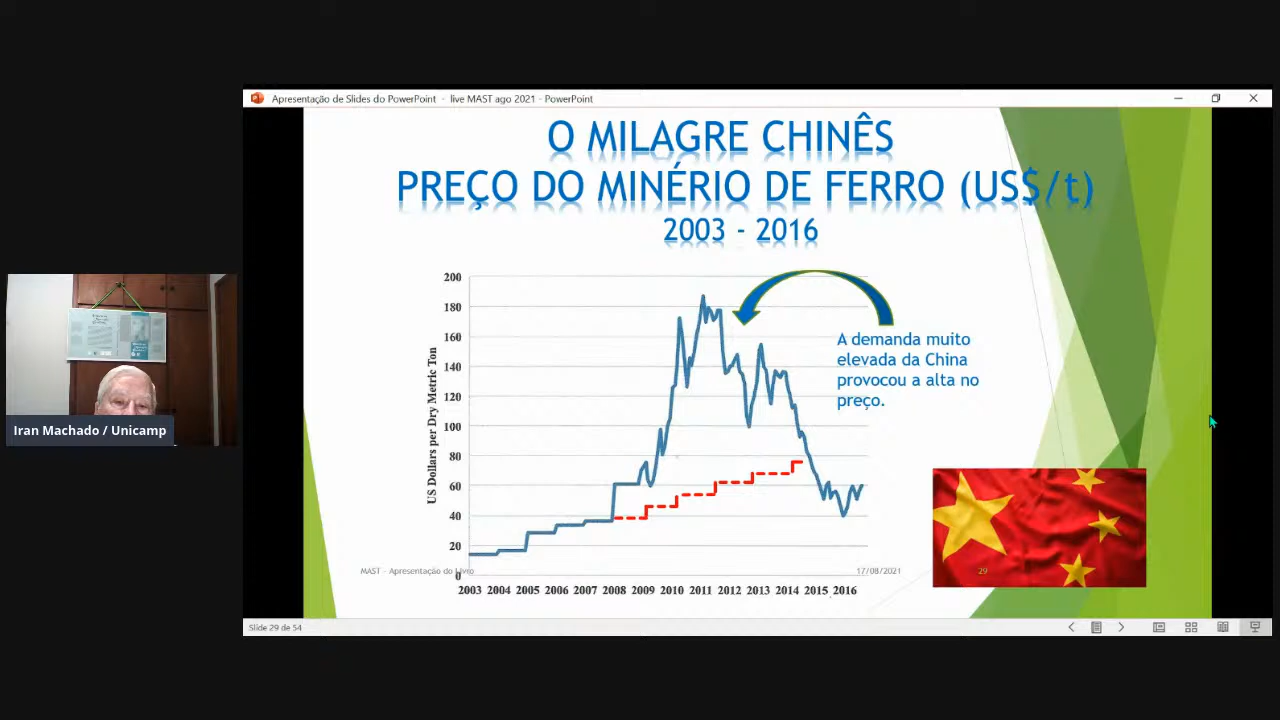 Apresentação de Slides do PowerPoint - live MAST ago 2021 - PowerPoint
O MILAGRE CHINÊS
PREÇO DO MINÉRIO DE FERRO (US$/t)
2003 - 2016
US Dollars per Dry Metric Ton
200
180
160
140
120
100
80
60
40
20
0
2003 2004 2005 2006 2007 2008 2009 2010 2011 2012 2013 2014 2015 2016
A demanda muito
elevada da China
provocou a alta no
preço.
MAST - Apresentação do Livro
17/08/2021
29
Iran Machado / Unicamp
Slide 29 de 54